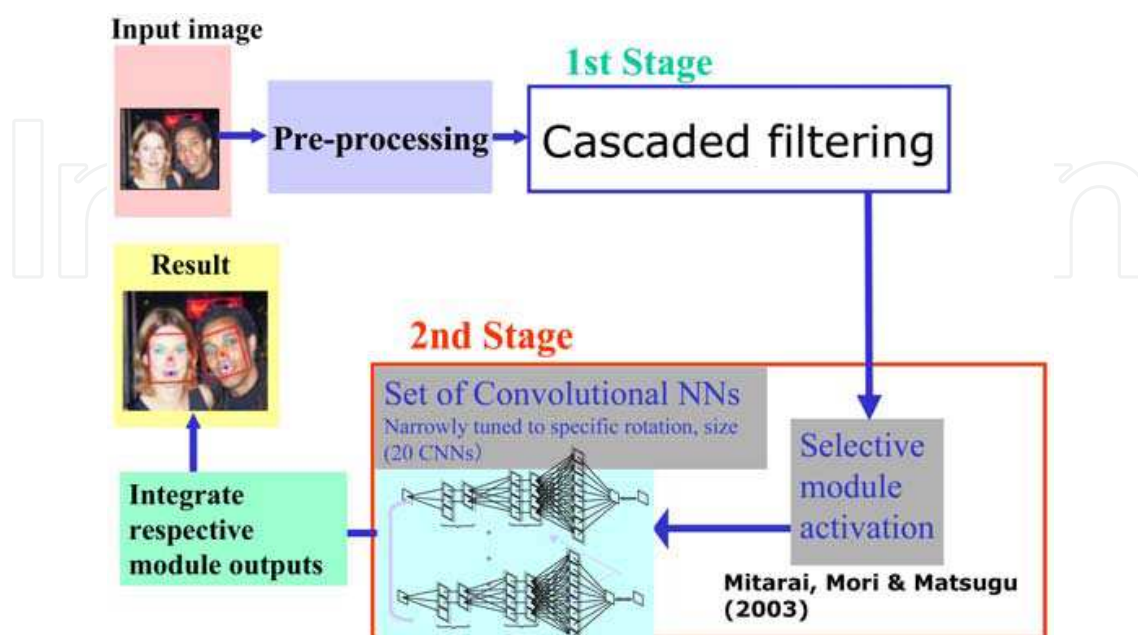 Input image
1st Stage
Pre-processing
Cascaded filtering
Result
2nd Stage
Set of Convolutional NNs
Narrowly tuned to specific rotation, size
(20 CNNs)
Selective
module
activation
Integrate
respective
module outputs
Mitarai, Mori & Matsugu
(2003)